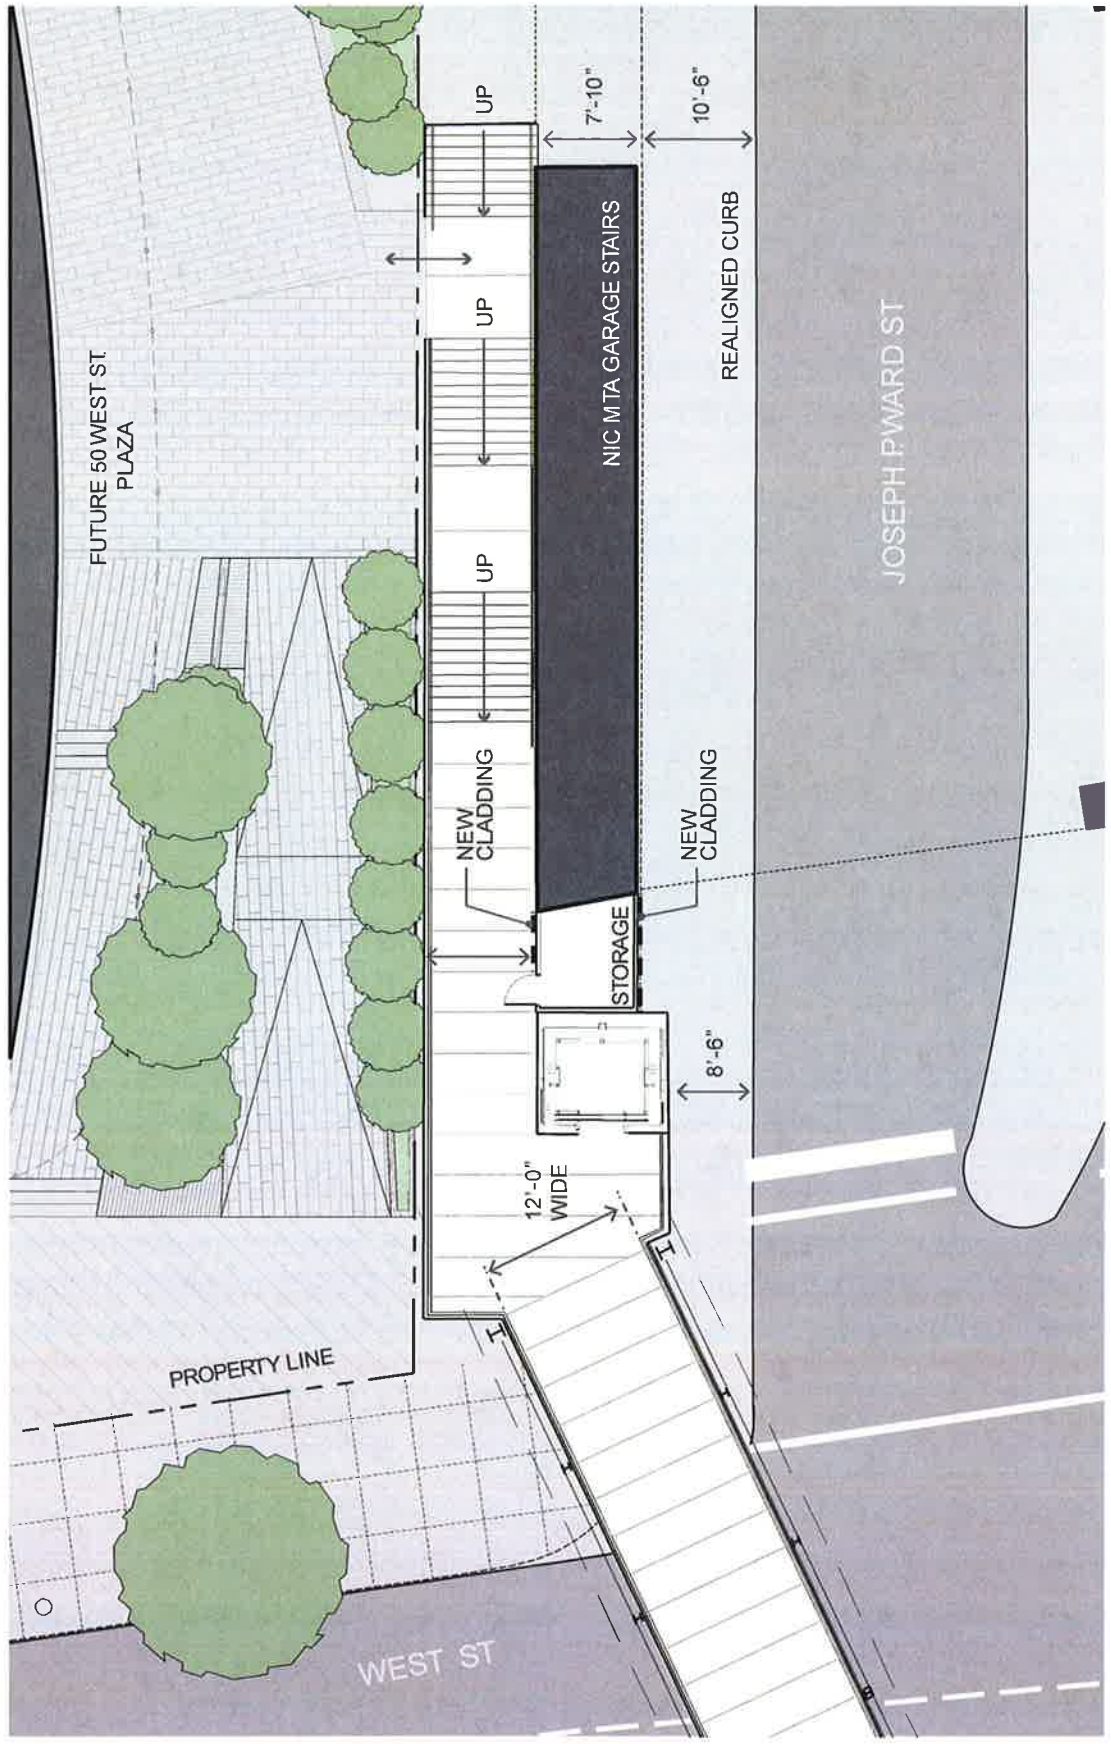 UP
7'-10"
10'-6"
UP
NIC MTA GARAGE STAIRS
REALIGNED CURB
JOSEPH P.WARD ST
FUTURE 50 WEST ST.
PLAZA
UP
NEW
CLADDING
NEW
CLADDING
STORAGE
8'-6"
12'-0"
WIDE
PROPERTY LINE
WEST ST